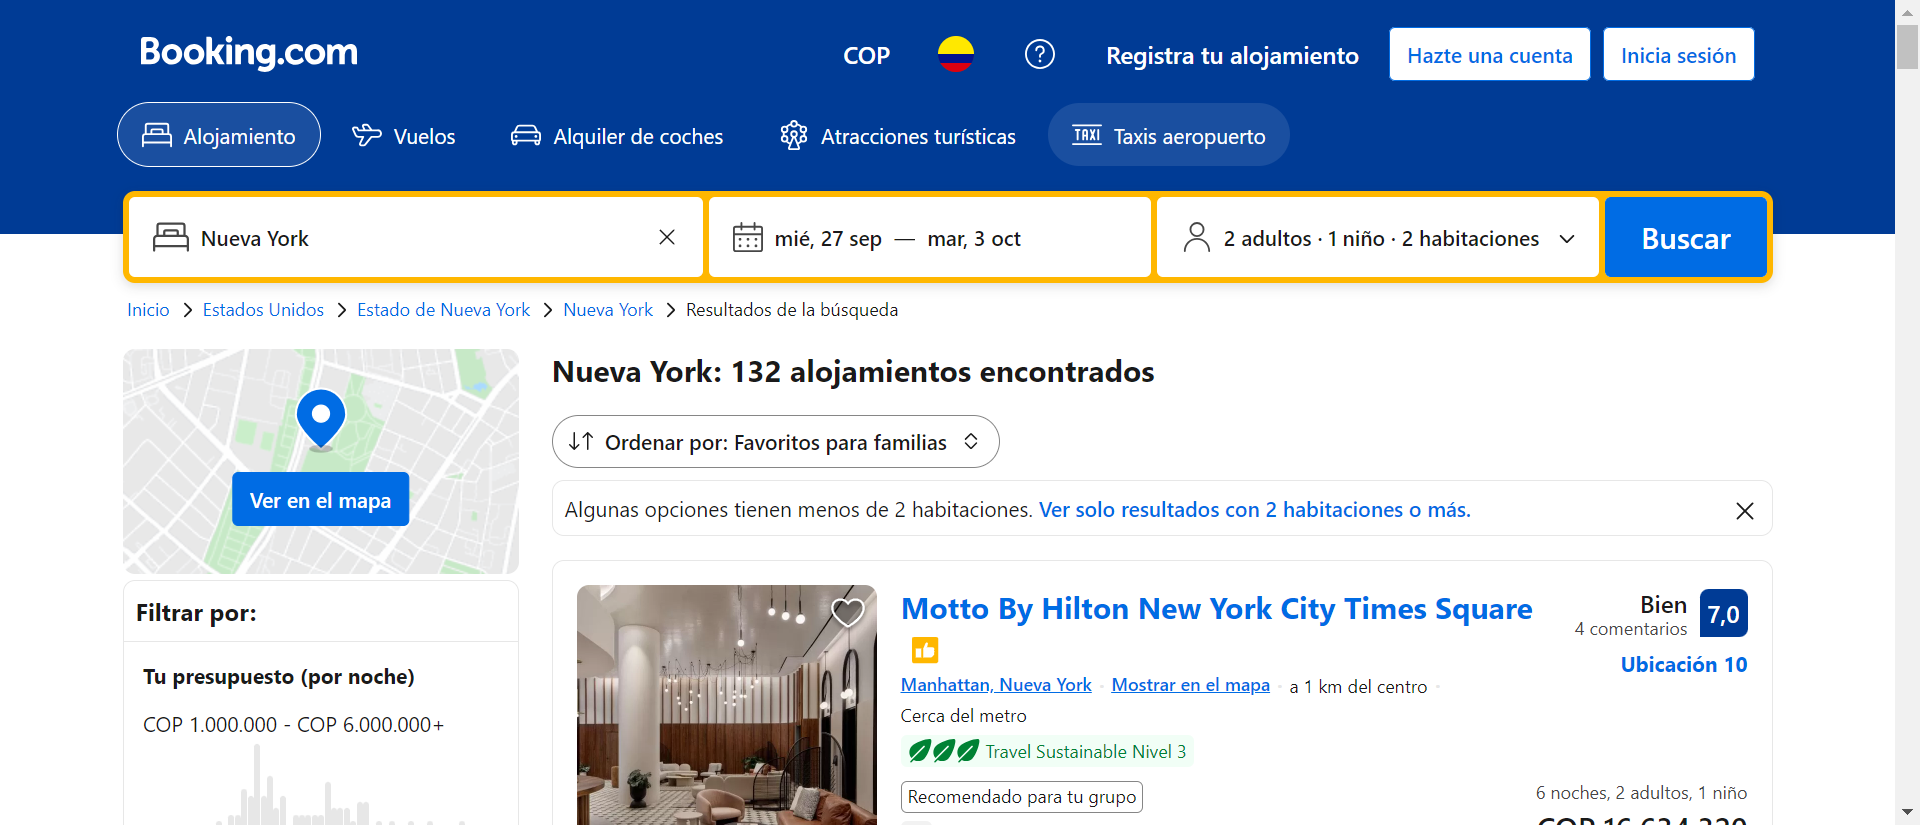 Booking.com
COP
Registra tu alojamiento
Hazte una cuenta
Inicia sesión
Alojamiento
Vuelos
Alquiler de coches
Atracciones turísticas
TAXI Taxis aeropuerto
Nueva York
mié, 27 sep — mar, 3 oct
2 adultos · 1 niño · 2 habitaciones
Buscar
Inicio > Estados Unidos > Estado de Nueva York > Nueva York > Resultados de la búsqueda
Ver en el mapa
Filtrar por:
Tu presupuesto (por noche)
COP 1.000.000 - COP 6.000.000+
Nueva York: 132 alojamientos encontrados
Ordenar por: Favoritos para familias
Algunas opciones tienen menos de 2 habitaciones. Ver solo resultados con 2 habitaciones o más.
Motto By Hilton New York City Times Square
Manhattan, Nueva York · Mostrar en el mapa · a 1 km del centro ·
Cerca del metro
Travel Sustainable Nivel 3
Recomendado para tu grupo
Bien
4 comentarios
7,0
Ubicación 10
6 noches, 2 adultos, 1 niño